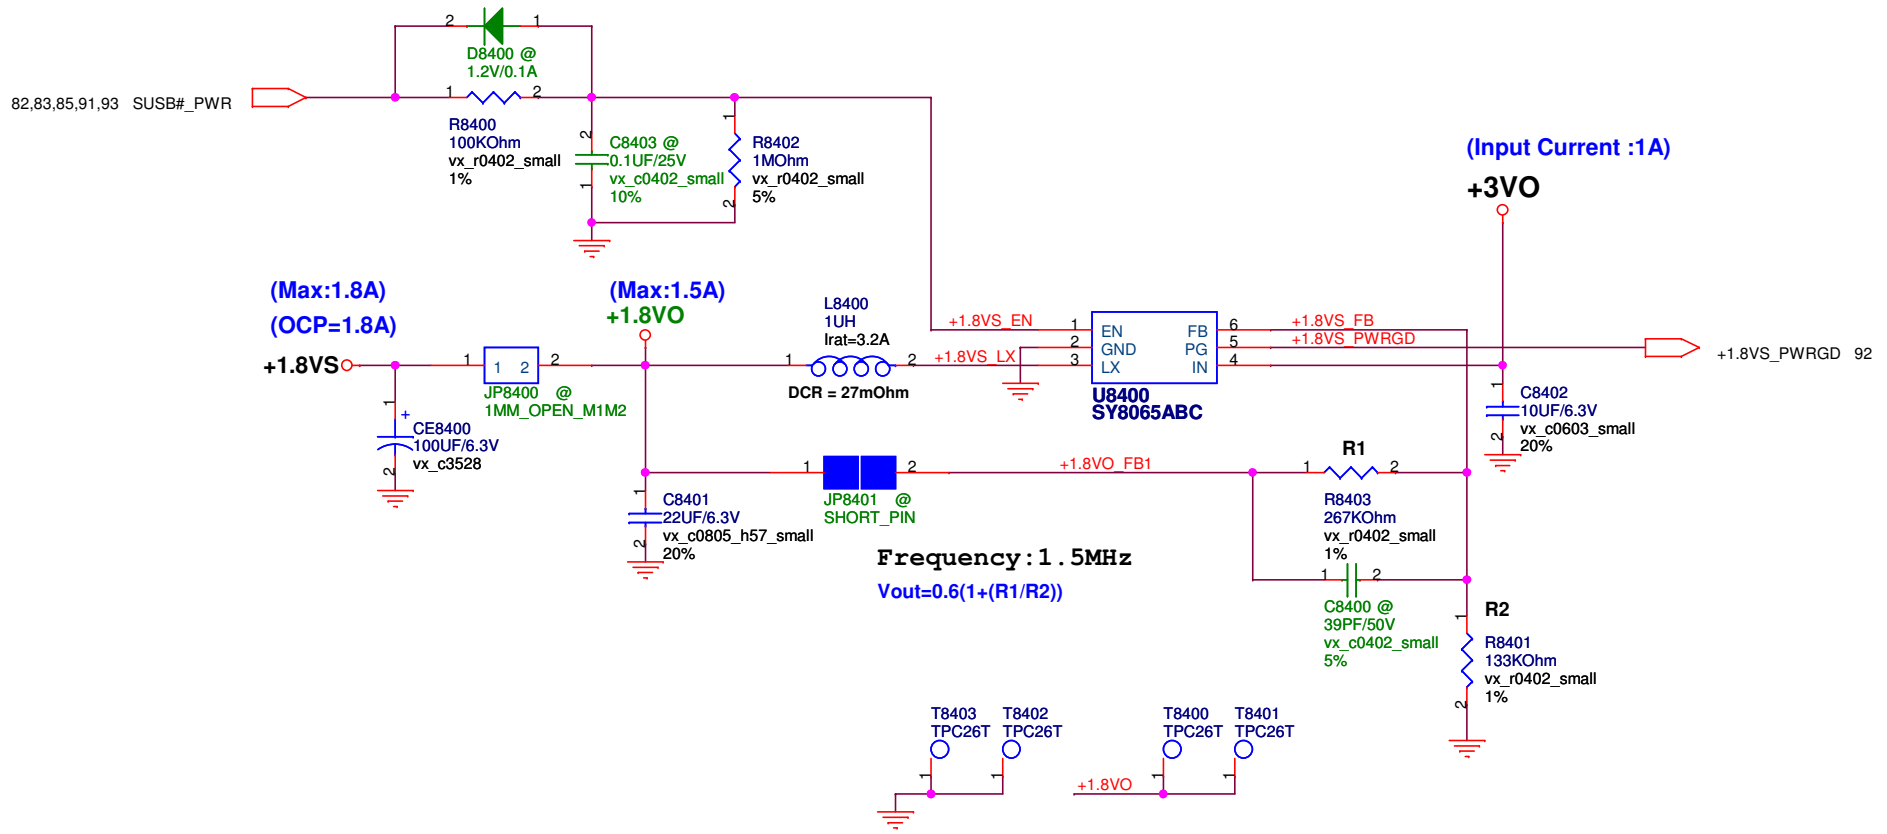 2 1
D8400 @
1.2V/0.1A
82,83,85,91,93 SUSB#_PWR
1 2
R8400
100KOhm
vx_r0402_small
1%
2
C8403 @
0.1UF/25V
vx_c0402_small
10%
1
1
R8402
1MOhm
vx_r0402_small
5%
2
(Input Current :1A)
+3VO
(Max:1.8A)
(OCP=1.8A)
+1.8VS
1 1 2 2
JP8400 @
1MM_OPEN_M1M2
1
+
CE8400
100UF/6.3V
vx_c3528
2
(Max:1.5A)
+1.8VO
L8400
1UH
Irat=3.2A
1 2
DCR = 27mOhm
+1.8VS_EN
+1.8VS_LX
1 EN FB 6
2 GND PG 5
3 LX IN 4
U8400
SY8065ABC
+1.8VS_FB
+1.8VS_PWRGD
+1.8VS_PWRGD 92
1
C8402
10UF/6.3V
vx_c0603_small
20%
2
1
C8401
22UF/6.3V
vx_c0805_h57_small
20%
2
1 2
JP8401 @
SHORT_PIN
+1.8VO_FB1
R1
1 2
R8403
267KOhm
vx_r0402_small
1%
Frequency:1.5MHz
Vout=0.6(1+(R1/R2))
1 2
C8400 @
39PF/50V
vx_c0402_small
5%
R2
1
R8401
133KOhm
vx_r0402_small
1%
2
T8403
TPC26T
1
T8402
TPC26T
1
T8400
TPC26T
1
T8401
TPC26T
1
+1.8VO